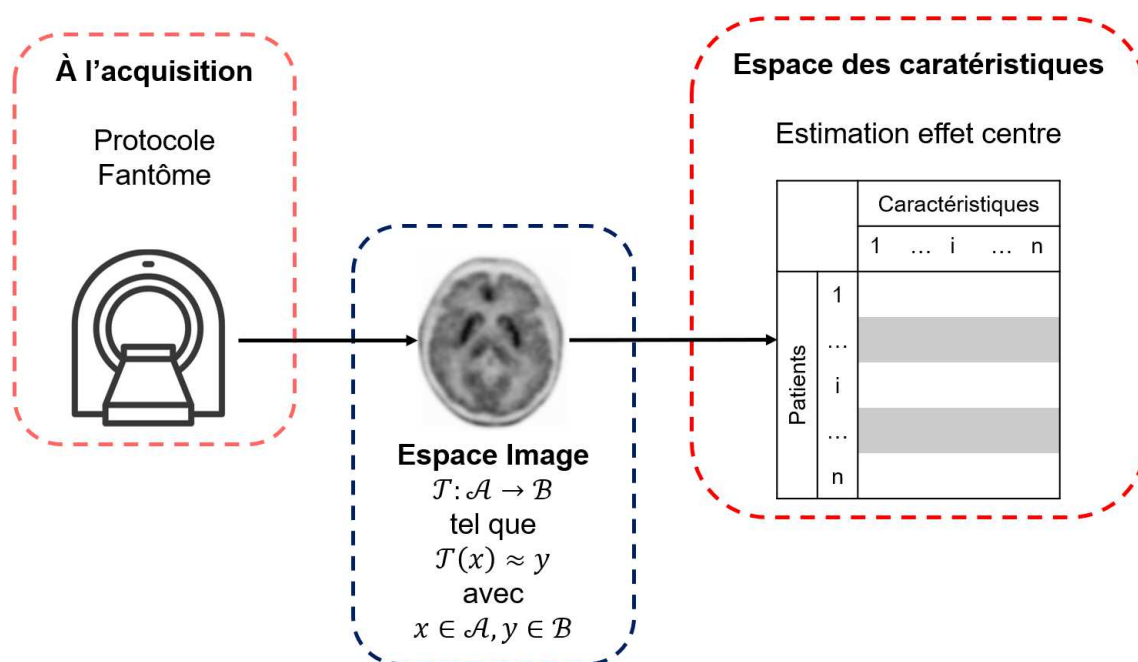 À l'acquisition
Protocole
Fantôme
Espace Image
𝒯: 𝒜 → ℬ
tel que
𝒯(x) ≈ y
avec
x ∈ 𝒜, y ∈ ℬ
Espace des caratéristiques
Estimation effet centre
Caractéristiques
1 … i … n
Patients
1
…
i
…
n